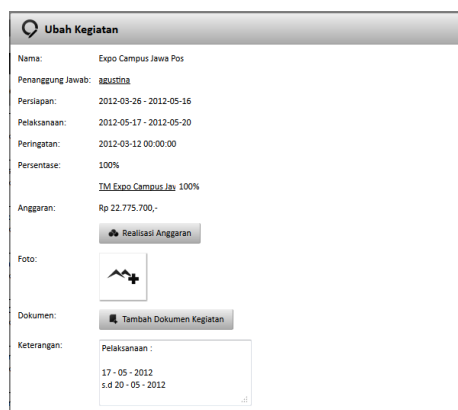 Ubah Kegiatan
Nama: Expo Campus Jawa Pos
Penanggung Jawab: agustina
Persiapan: 2012-03-26 - 2012-05-16
Pelaksanaan: 2012-05-17 - 2012-05-20
Peringatan: 2012-03-12 00:00:00
Persentase: 100%
TM Expo Campus Jav 100%
Anggaran: Rp 22.775.700,-
Realisasi Anggaran
Foto:
Dokumen: Tambah Dokumen Kegiatan
Keterangan: Pelaksanaan :
17 - 05 - 2012
s.d 20 - 05 - 2012